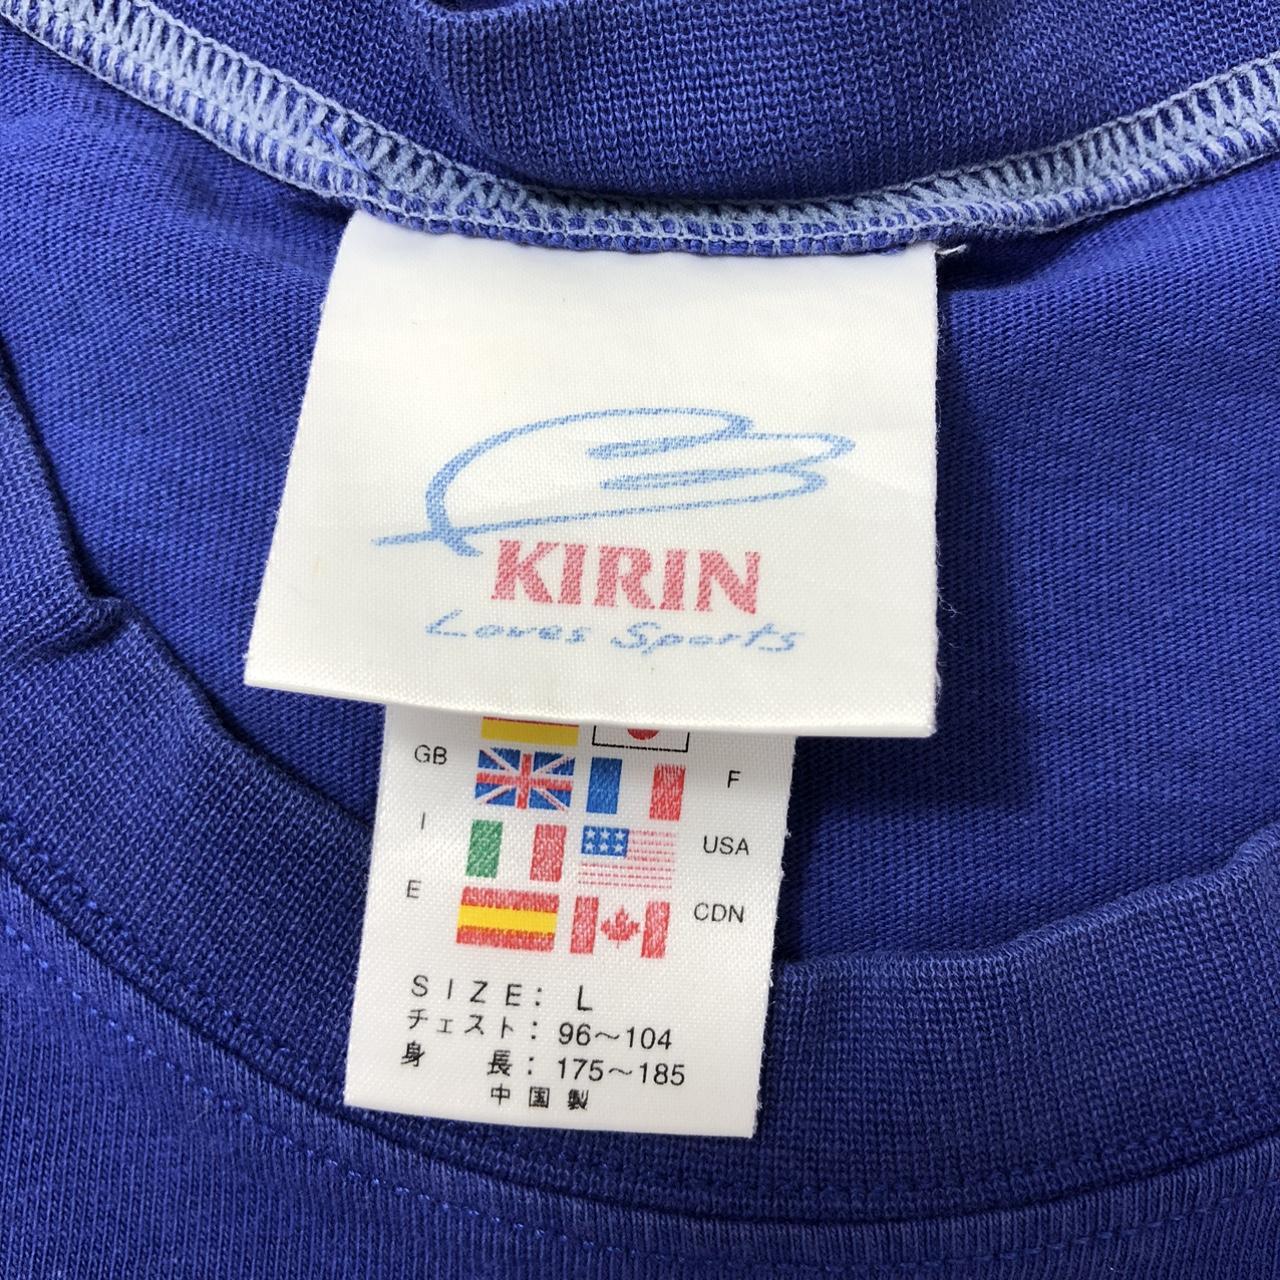 KIRIN
Loves Sports
GB F
I USA
E CDN
SIZE: L
チェスト: 96～104
身長: 175～185
中国製